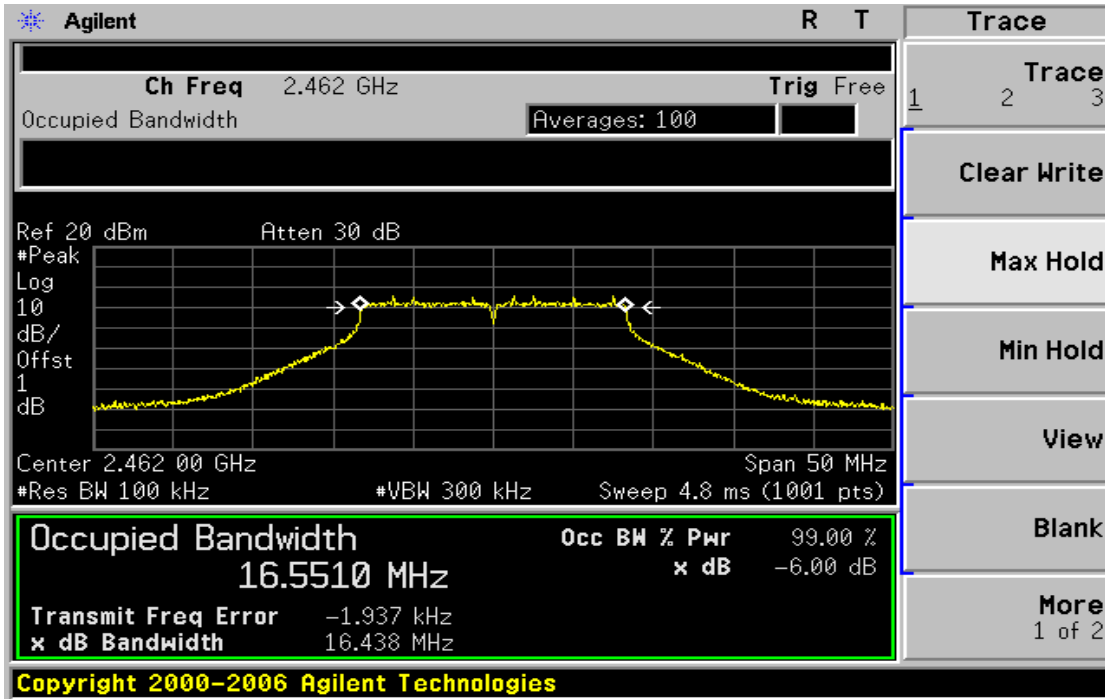 Agilent R T
Ch Freq 2.462 GHz Trig Free
Occupied Bandwidth Averages: 100
Ref 20 dBm Atten 30 dB
#Peak
Log
10
dB/
Offst
1
dB
Center 2.462 00 GHz Span 50 MHz
#Res BW 100 kHz #VBW 300 kHz Sweep 4.8 ms (1001 pts)
Occupied Bandwidth Occ BW % Pwr 99.00 %
16.5510 MHz x dB -6.00 dB
Transmit Freq Error -1.937 kHz
x dB Bandwidth 16.438 MHz
Copyright 2000-2006 Agilent Technologies
Trace
Trace
1 2 3
Clear Write
Max Hold
Min Hold
View
Blank
More
1 of 2